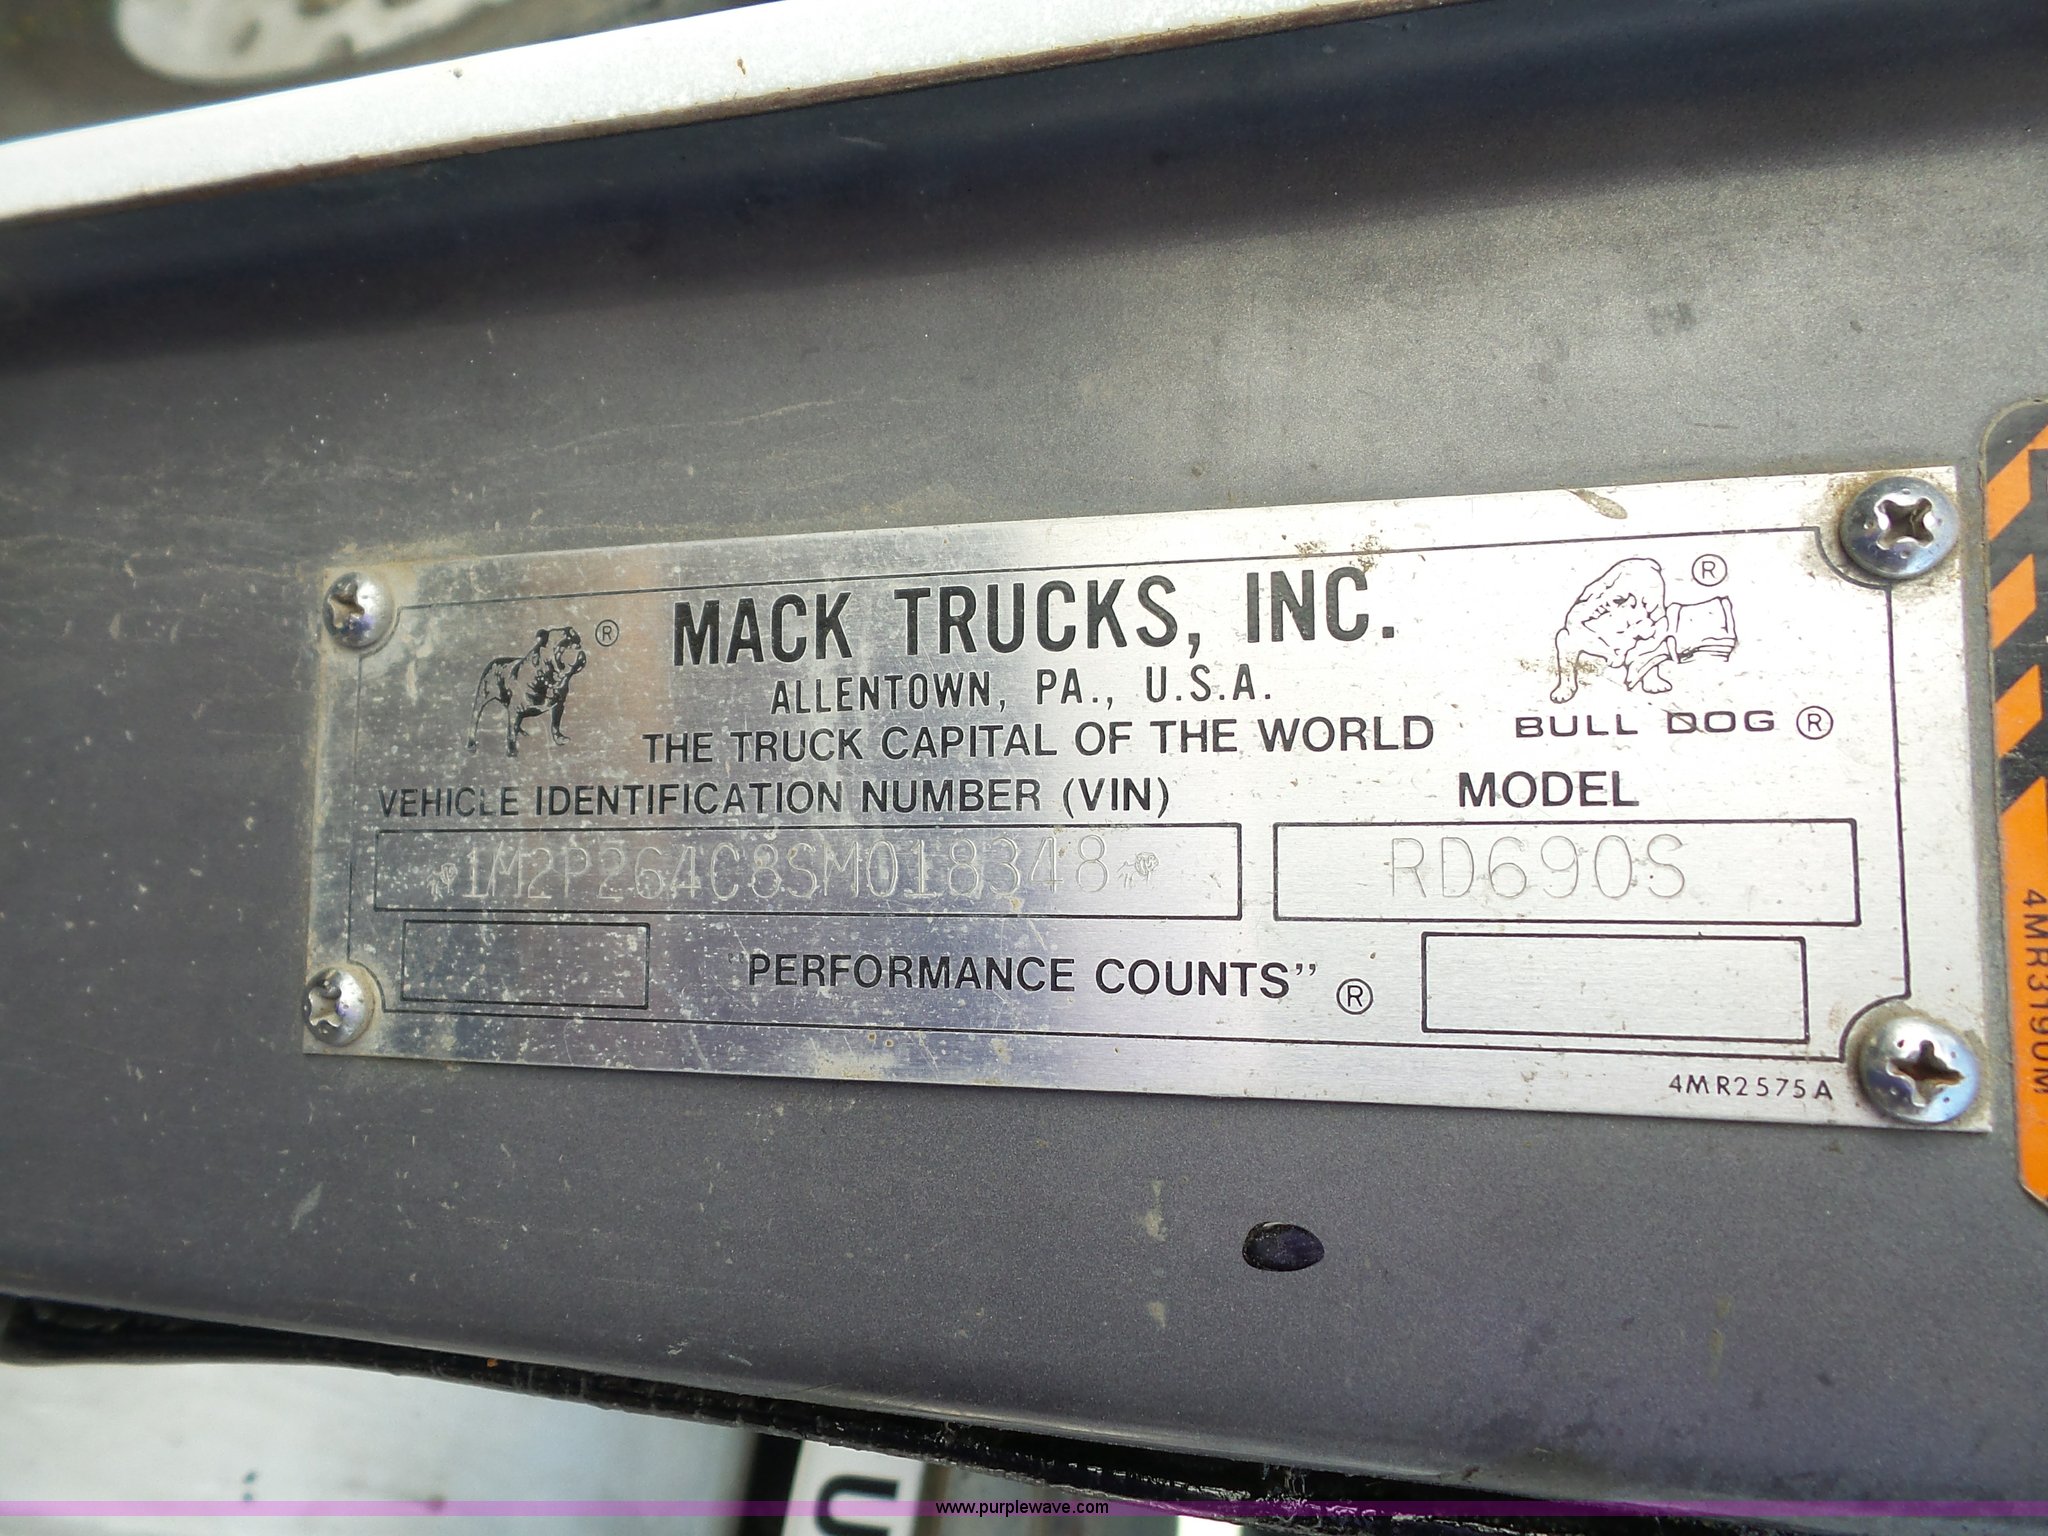 MACK TRUCKS, INC.
ALLENTOWN, PA., U.S.A.
THE TRUCK CAPITAL OF THE WORLD
®
®
BULL DOG ®
VEHICLE IDENTIFICATION NUMBER (VIN)
MODEL
1M2P264C8SM018348
RD690S
"PERFORMANCE COUNTS" ®
4MR2575A
4MR3190M
U
www.purplewave.com